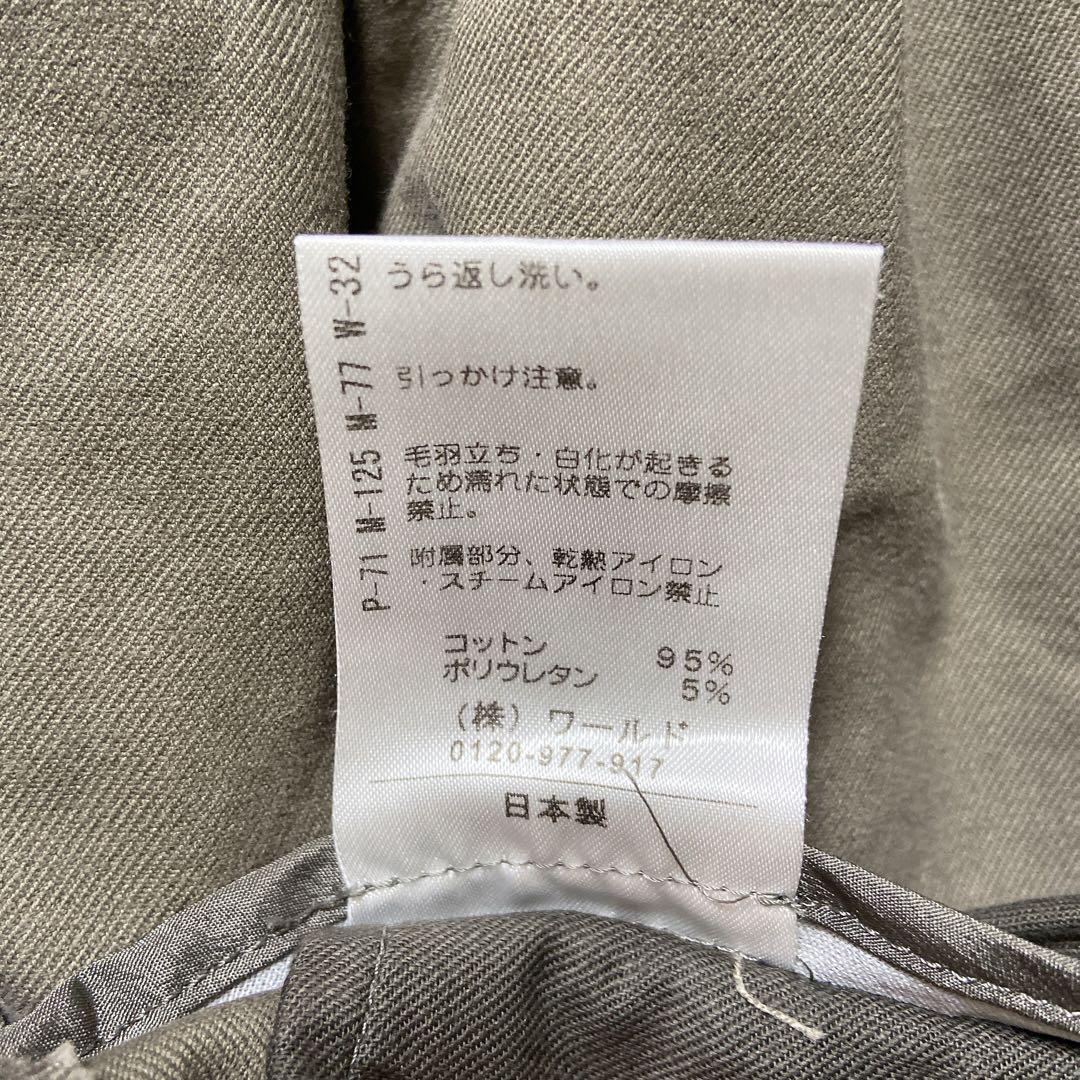 うら返し洗い。
引っかけ注意。
毛羽立ち・白化が起きる
ため濡れた状態での摩擦
禁止。
附属部分、乾熱アイロン
・スチームアイロン禁止
コットン 95%
ポリウレタン 5%
(株)ワールド
0120-977-917
日本製
P-71 M-125 M-77 W-32